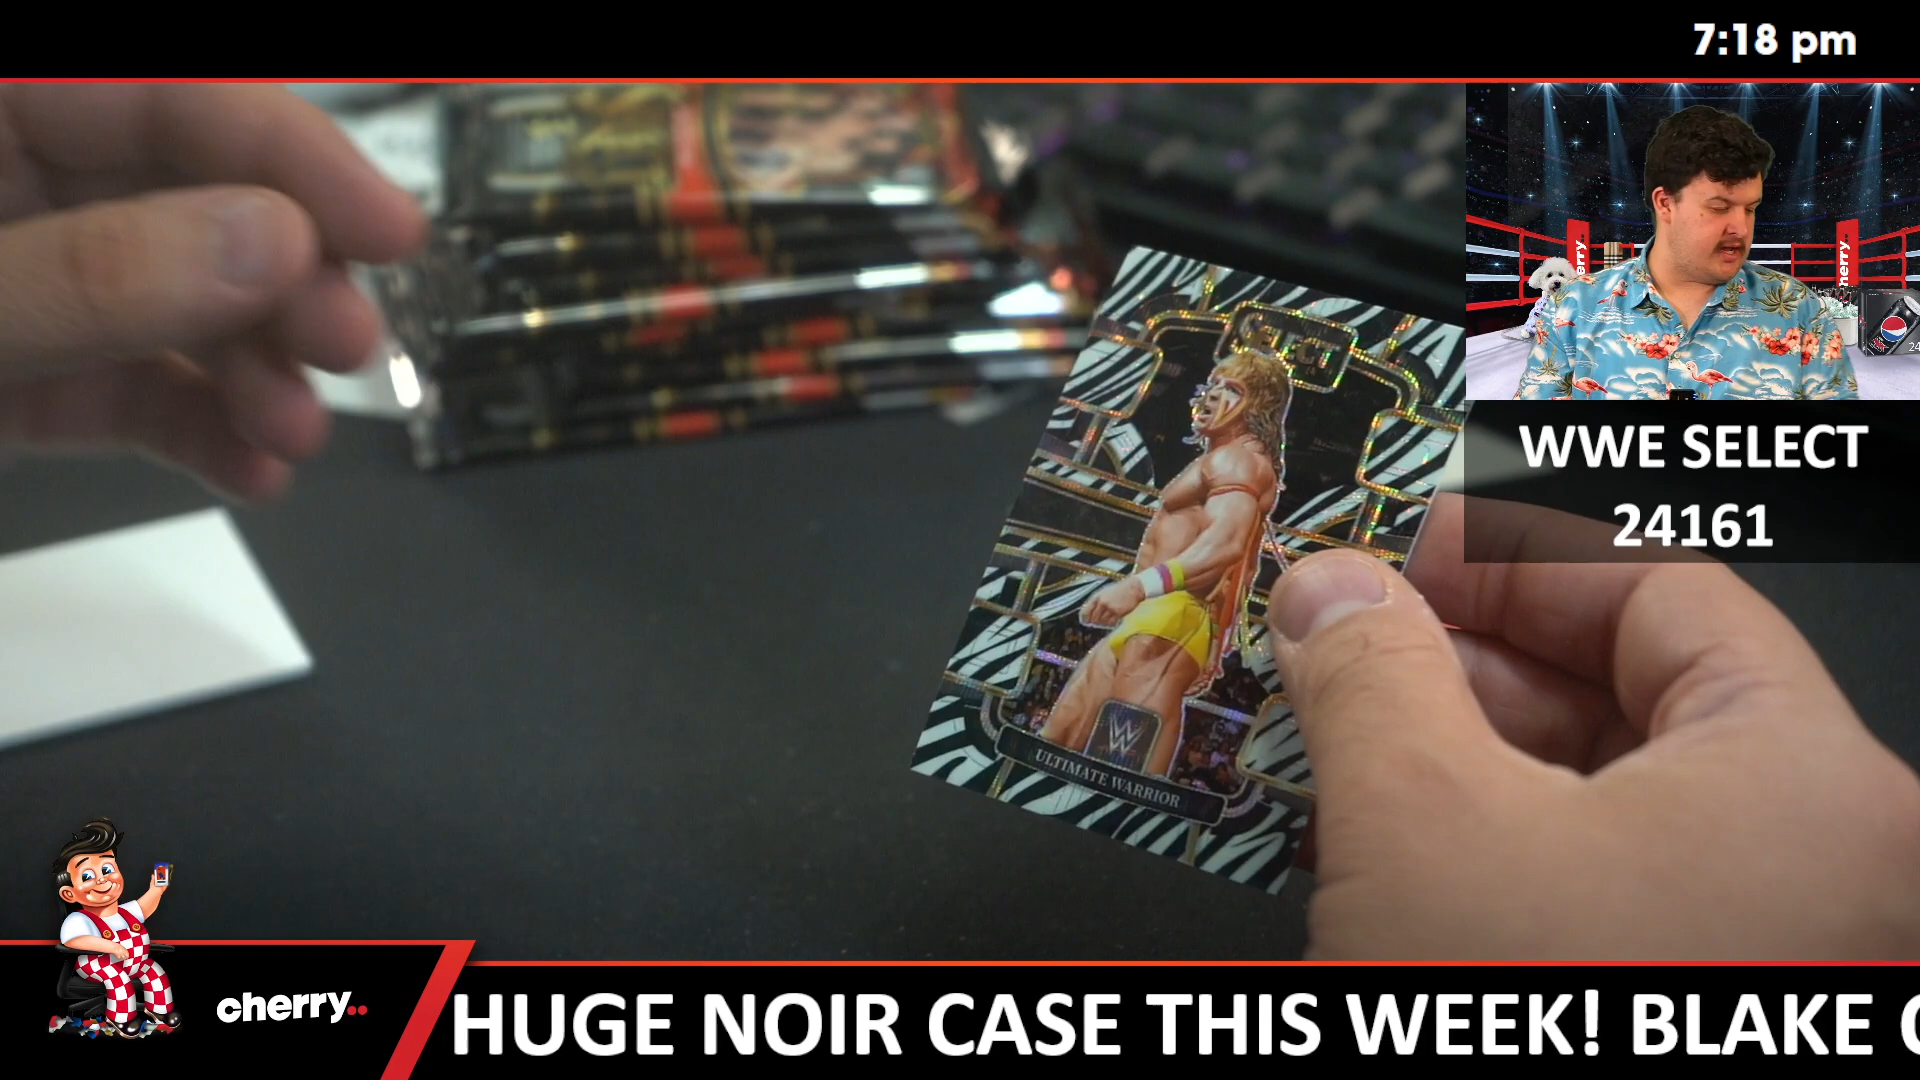 7:18 pm
SELECT
ULTIMATE WARRIOR
WWE SELECT
24161
cherry..
HUGE NOIR CASE THIS WEEK! BLAKE